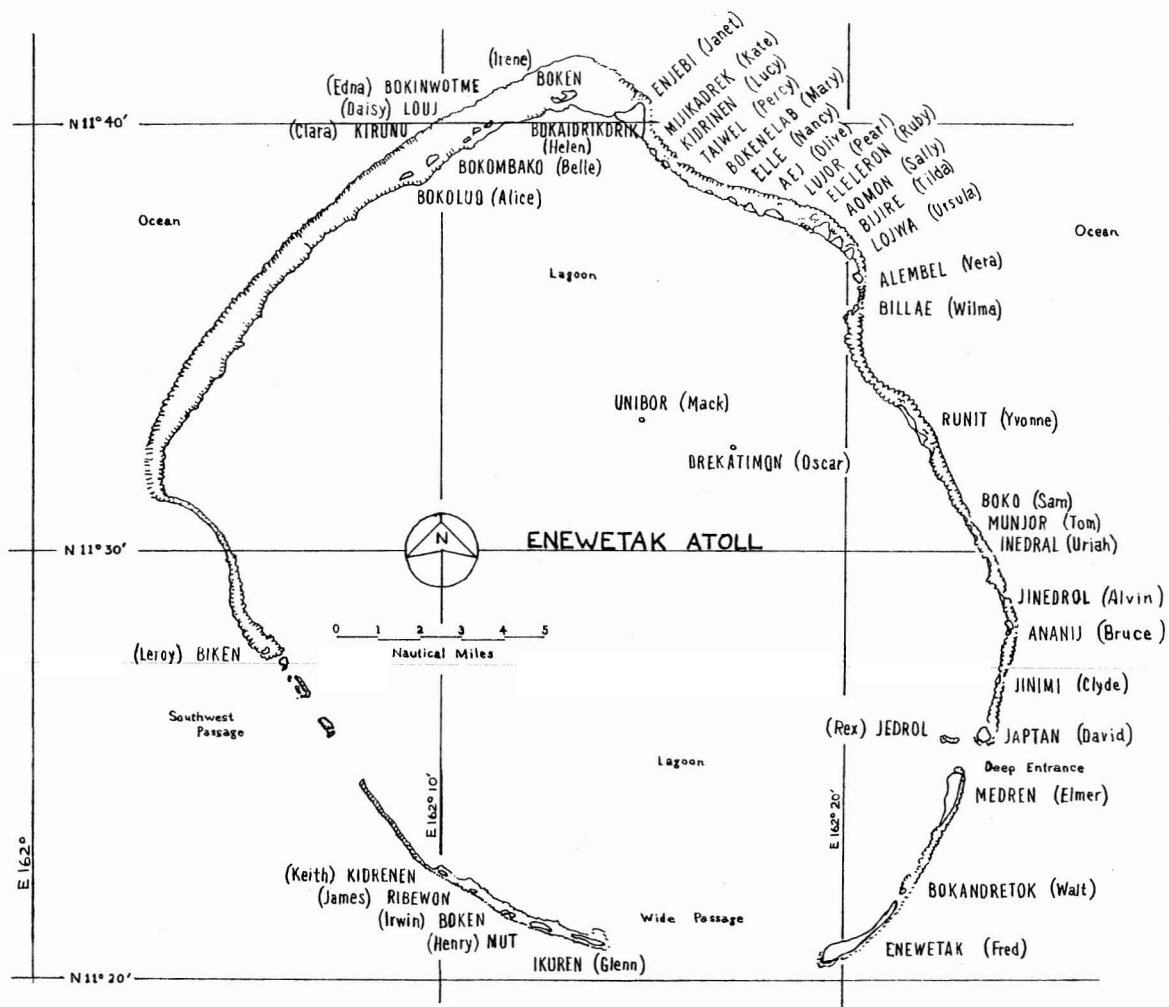 (Irene)
BOKEN
(Edna) BOKINWOTME
(Daisy) LOUJ
(Clara) KIRUNU
BOKAIDRIKDRIK
(Helen)
BOKOMBAKO (Belle)
BOKOLUO (Alice)
ENJEBI (Janet)
MIJIKADREK (Kate)
KIDRINEN (Lucy)
TAIWEL (Percy)
BOKENELAB (Mary)
ELLE (Nancy)
AEJ (Olive)
LUJOR (Pearl)
ELELERON (Ruby)
AOMON (Sally)
BIJIRE (Tilda)
LOJWA (Ursula)
ALEMBEL (Vera)
BILLAE (Wilma)
N 11° 40'
Ocean
Ocean
Lagoon
UNIBOR (Mack)
DREKATIMON (Oscar)
RUNIT (Yvonne)
BOKO (Sam)
MUNJOR (Tom)
INEDRAL (Uriah)
N 11° 30'
N
ENEWETAK ATOLL
JINEDROL (Alvin)
ANANIJ (Bruce)
0 1 2 3 4 5
Nautical Miles
(Leroy) BIKEN
JINIMI (Clyde)
Southwest
Passage
(Rex) JEDROL
JAPTAN (David)
Lagoon
Deep Entrance
MEDREN (Elmer)
E 162°
E 162° 10'
E 162° 20'
(Keith) KIDRENEN
(James) RIBEWON
(Irwin) BOKEN
(Henry) NUT
IKUREN (Glenn)
Wide Passage
BOKANDRETOK (Walt)
ENEWETAK (Fred)
N 11° 20'